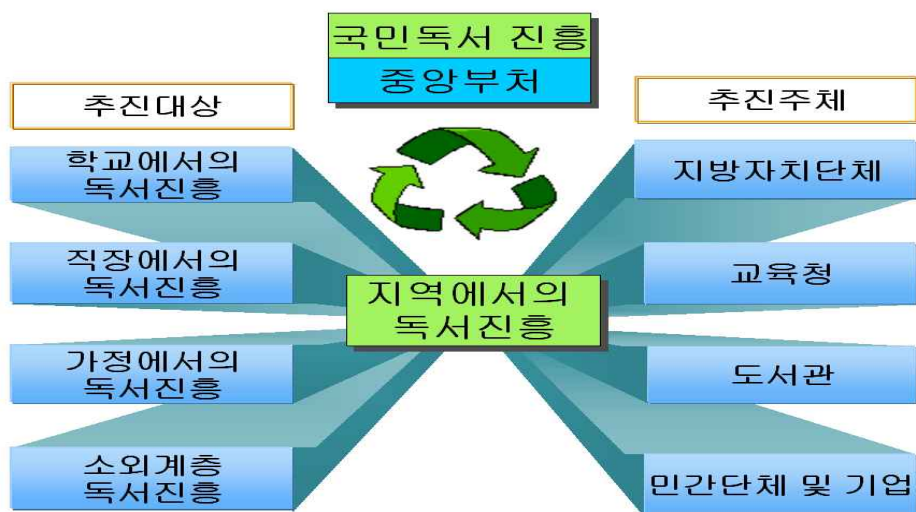 국민독서 진흥
중앙부처
추진대상
학교에서의
독서진흥
직장에서의
독서진흥
가정에서의
독서진흥
소외계층
독서진흥
지역에서의
독서진흥
추진주체
지방자치단체
교육청
도서관
민간단체 및 기업